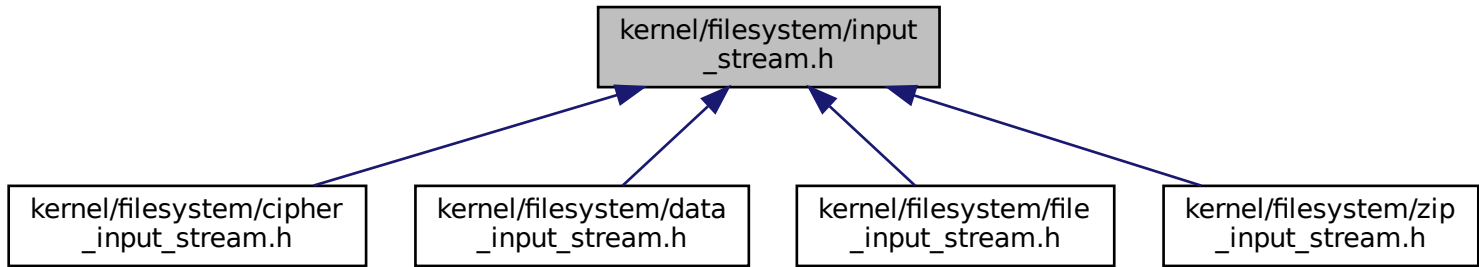 kernel/filesystem/input
_stream.h
kernel/filesystem/cipher
_input_stream.h
kernel/filesystem/data
_input_stream.h
kernel/filesystem/file
_input_stream.h
kernel/filesystem/zip
_input_stream.h